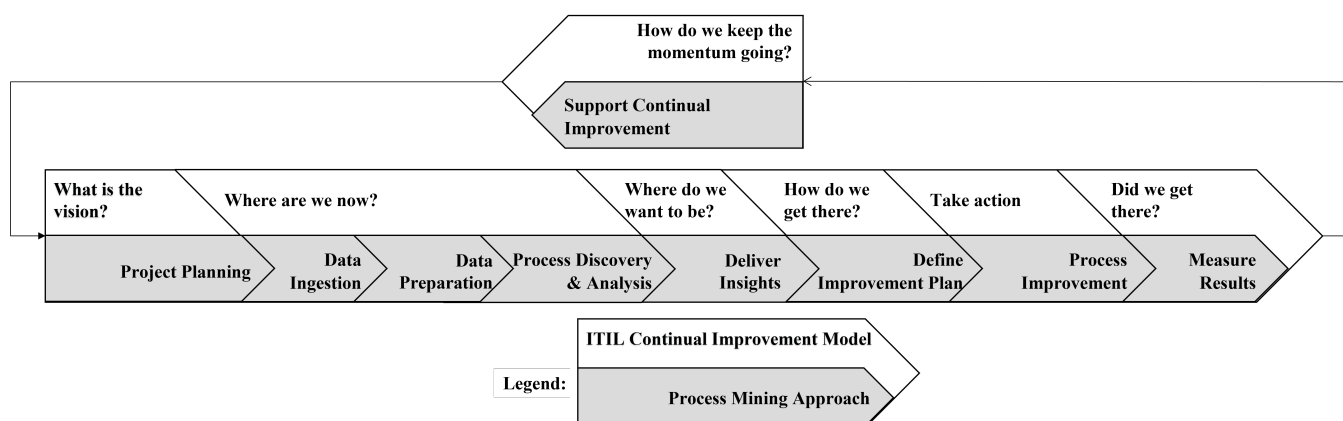 How do we keep the
momentum going?
Support Continual
Improvement
What is the
vision?
Where are we now?
Where do we
want to be?
How do we
get there?
Take action
Did we get
there?
Project Planning
Data
Ingestion
Data
Preparation
Process Discovery
& Analysis
Deliver
Insights
Define
Improvement Plan
Process
Improvement
Measure
Results
ITIL Continual Improvement Model
Legend:
Process Mining Approach